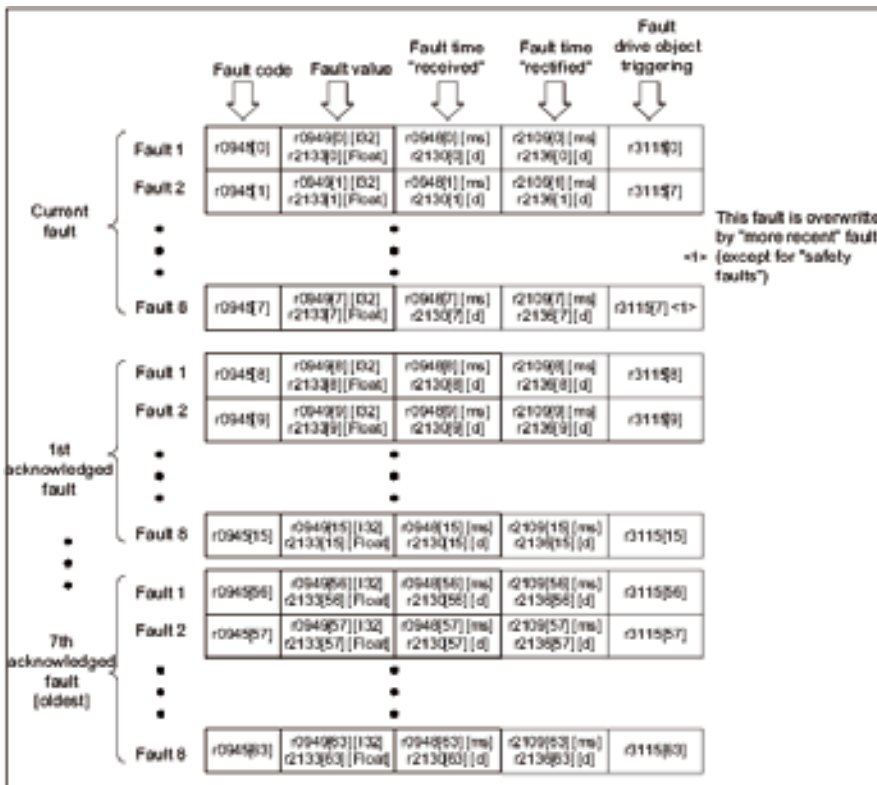 Fault code
Fault value
Fault time
"received"
Fault time
"rectified"
Fault
drive object
triggering
Current
fault
Fault 1
r0945[0]
r0949[0] [I32]
r2133[0] [Float]
r0948[0] [ms]
r2130[0] [d]
r2109[0] [ms]
r2136[0] [d]
r3115[0]
Fault 2
r0945[1]
r0949[1] [I32]
r2133[1] [Float]
r0948[1] [ms]
r2130[1] [d]
r2109[1] [ms]
r2136[1] [d]
r3115[7]
Fault 8
r0945[7]
r0949[7] [I32]
r2133[7] [Float]
r0948[7] [ms]
r2130[7] [d]
r2109[7] [ms]
r2136[7] [d]
r3115[7] <1>
<1>
This fault is overwritte
by "more recent" fault
(except for "safety
faults")
1st
acknowledged
fault
Fault 1
r0945[8]
r0949[8] [I32]
r2133[8] [Float]
r0948[8] [ms]
r2130[8] [d]
r2109[8] [ms]
r2136[8] [d]
r3115[8]
Fault 2
r0945[9]
r0949[9] [I32]
r2133[9] [Float]
r0948[9] [ms]
r2130[9] [d]
r2109[9] [ms]
r2136[9] [d]
r3115[9]
Fault 8
r0945[15]
r0949[15] [I32]
r2133[15] [Float]
r0948[15] [ms]
r2130[15] [d]
r2109[15] [ms]
r2136[15] [d]
r3115[15]
7th
acknowledged
fault
[oldest]
Fault 1
r0945[56]
r0949[56] [I32]
r2133[56] [Float]
r0948[56] [ms]
r2130[56] [d]
r2109[56] [ms]
r2136[56] [d]
r3115[56]
Fault 2
r0945[57]
r0949[57] [I32]
r2133[57] [Float]
r0948[57] [ms]
r2130[57] [d]
r2109[57] [ms]
r2136[57] [d]
r3115[57]
Fault 8
r0945[63]
r0949[63] [I32]
r2133[63] [Float]
r0948[63] [ms]
r2130[63] [d]
r2109[63] [ms]
r2136[63] [d]
r3115[63]